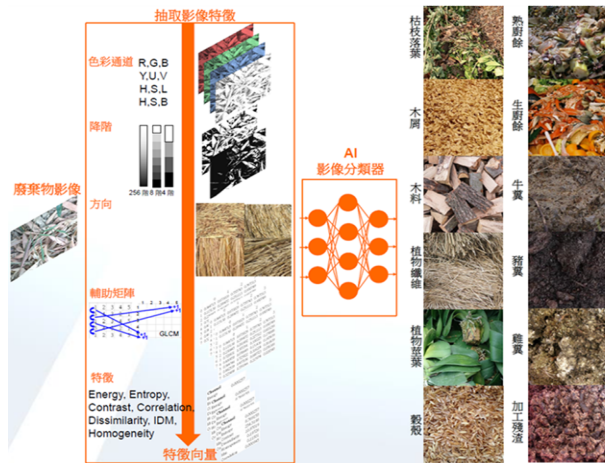 廢棄物影像
抽取影像特徵
色彩通道
R,G,B
Y,U,V
H,S,L
H,S,B
降階
256 階 8 階 4 階
方向
輔助矩陣
GLCM
特徵
Energy, Entropy,
Contrast, Correlation,
Dissimilarity, IDM,
Homogeneity
特徵向量
AI
影像分類器
枯枝落葉
木屑
木料
植物纖維
植物莖葉
穀殼
熟廚餘
生廚餘
牛糞
豬糞
雞糞
加工殘渣